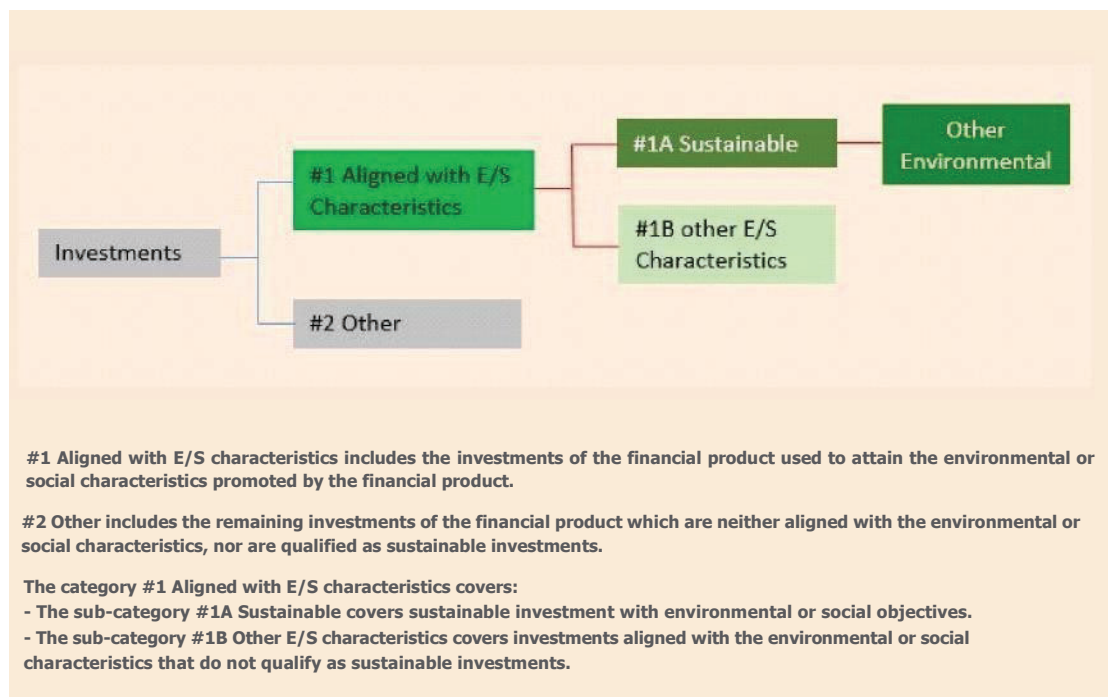 Investments
#1 Aligned with E/S
Characteristics
#2 Other
#1A Sustainable
#1B other E/S
Characteristics
Other
Environmental
#1 Aligned with E/S characteristics includes the investments of the financial product used to attain the environmental or
social characteristics promoted by the financial product.
#2 Other includes the remaining investments of the financial product which are neither aligned with the environmental or
social characteristics, nor are qualified as sustainable investments.
The category #1 Aligned with E/S characteristics covers:
- The sub-category #1A Sustainable covers sustainable investment with environmental or social objectives.
- The sub-category #1B Other E/S characteristics covers investments aligned with the environmental or social
characteristics that do not qualify as sustainable investments.